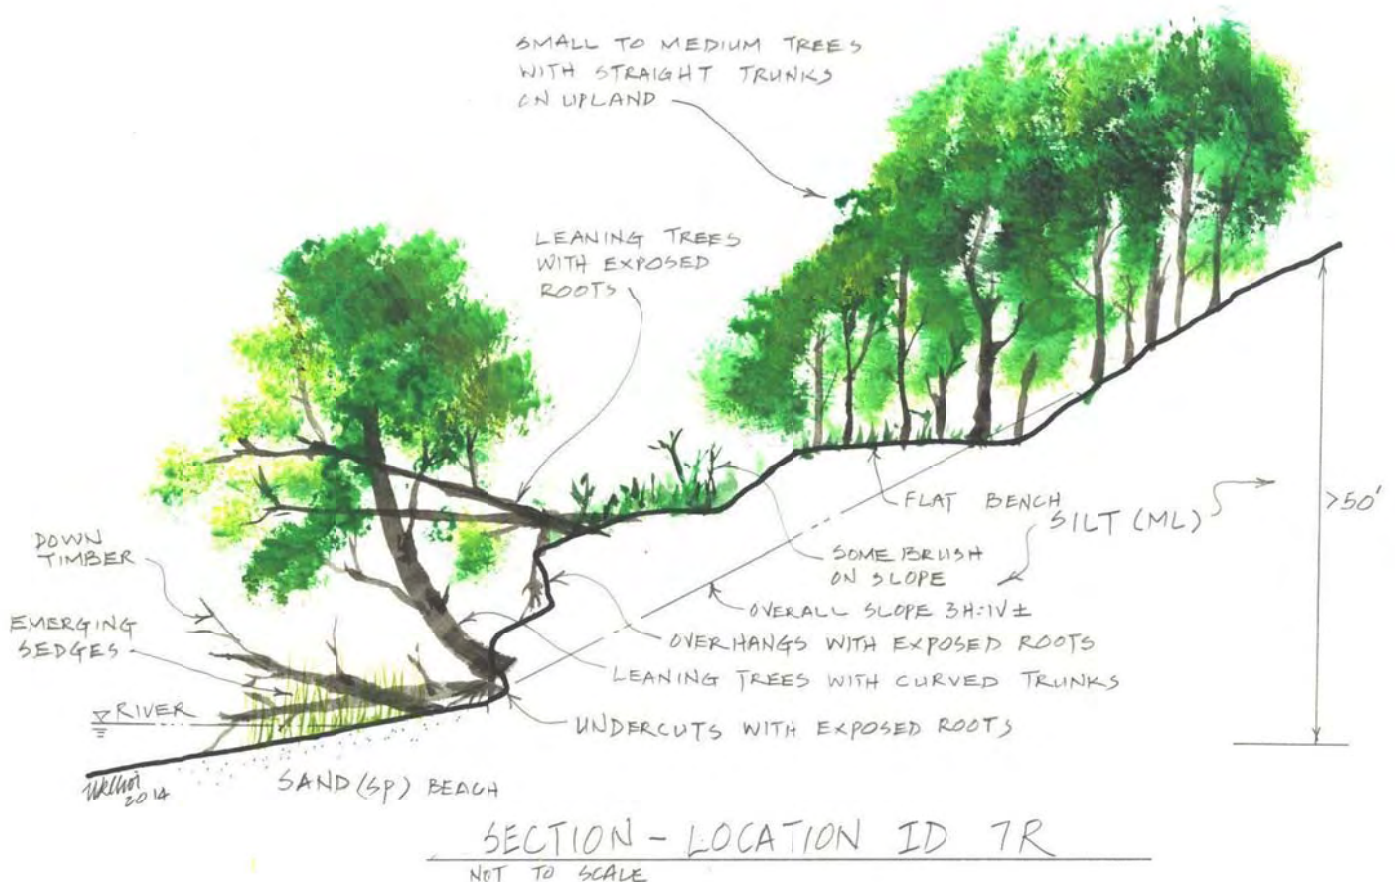 SMALL TO MEDIUM TREES
WITH STRAIGHT TRUNKS
ON UPLAND
LEANING TREES
WITH EXPOSED
ROOTS
FLAT BENCH
SILT (ML)
>50'
DOWN
TIMBER
SOME BRUSH
ON SLOPE
OVERALL SLOPE 3H:1V ±
EMERGING
SEDGES
OVERHANGS WITH EXPOSED ROOTS
LEANING TREES WITH CURVED TRUNKS
RIVER
UNDERCUTS WITH EXPOSED ROOTS
2014
SAND (SP) BEACH
SECTION - LOCATION ID 7R
NOT TO SCALE